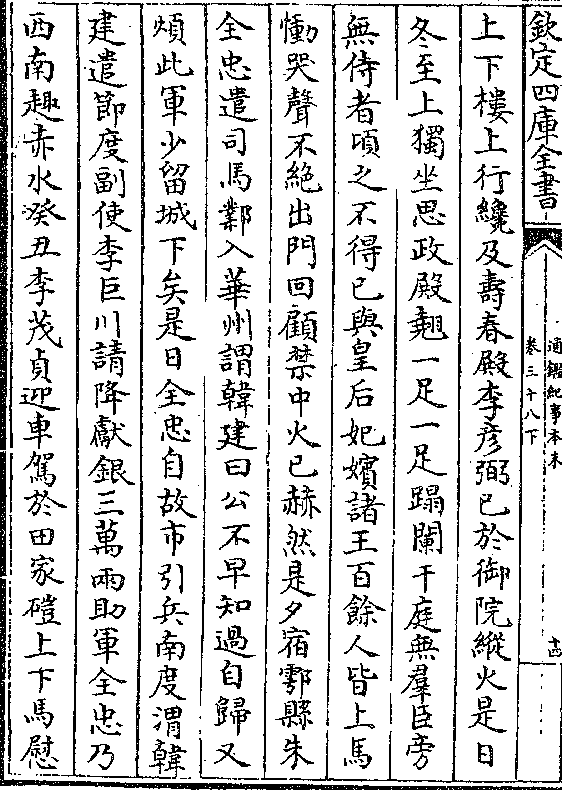 欽定四庫全書
通鑑紀事本末
卷三十八下
十四
上下樓上行纔及壽春殿李彦弼已於御院縱火是日
冬至上獨坐思政殿翹一足一足蹋闌干庭無羣臣旁
無侍者頃之不得已與皇后妃嬪諸王百餘人皆上馬
慟哭聲不絶出門回顧禁中火已赫然是夕宿鄠縣朱
全忠遣司馬鄴入華州謂韓建曰公不早知過自歸又
煩此軍少留城下矣是日全忠自故市引兵南度渭韓
建遣節度副使李巨川請降獻銀三萬兩助軍全忠乃
西南趣赤水癸丑李茂貞迎車駕於田家磑上下馬慰